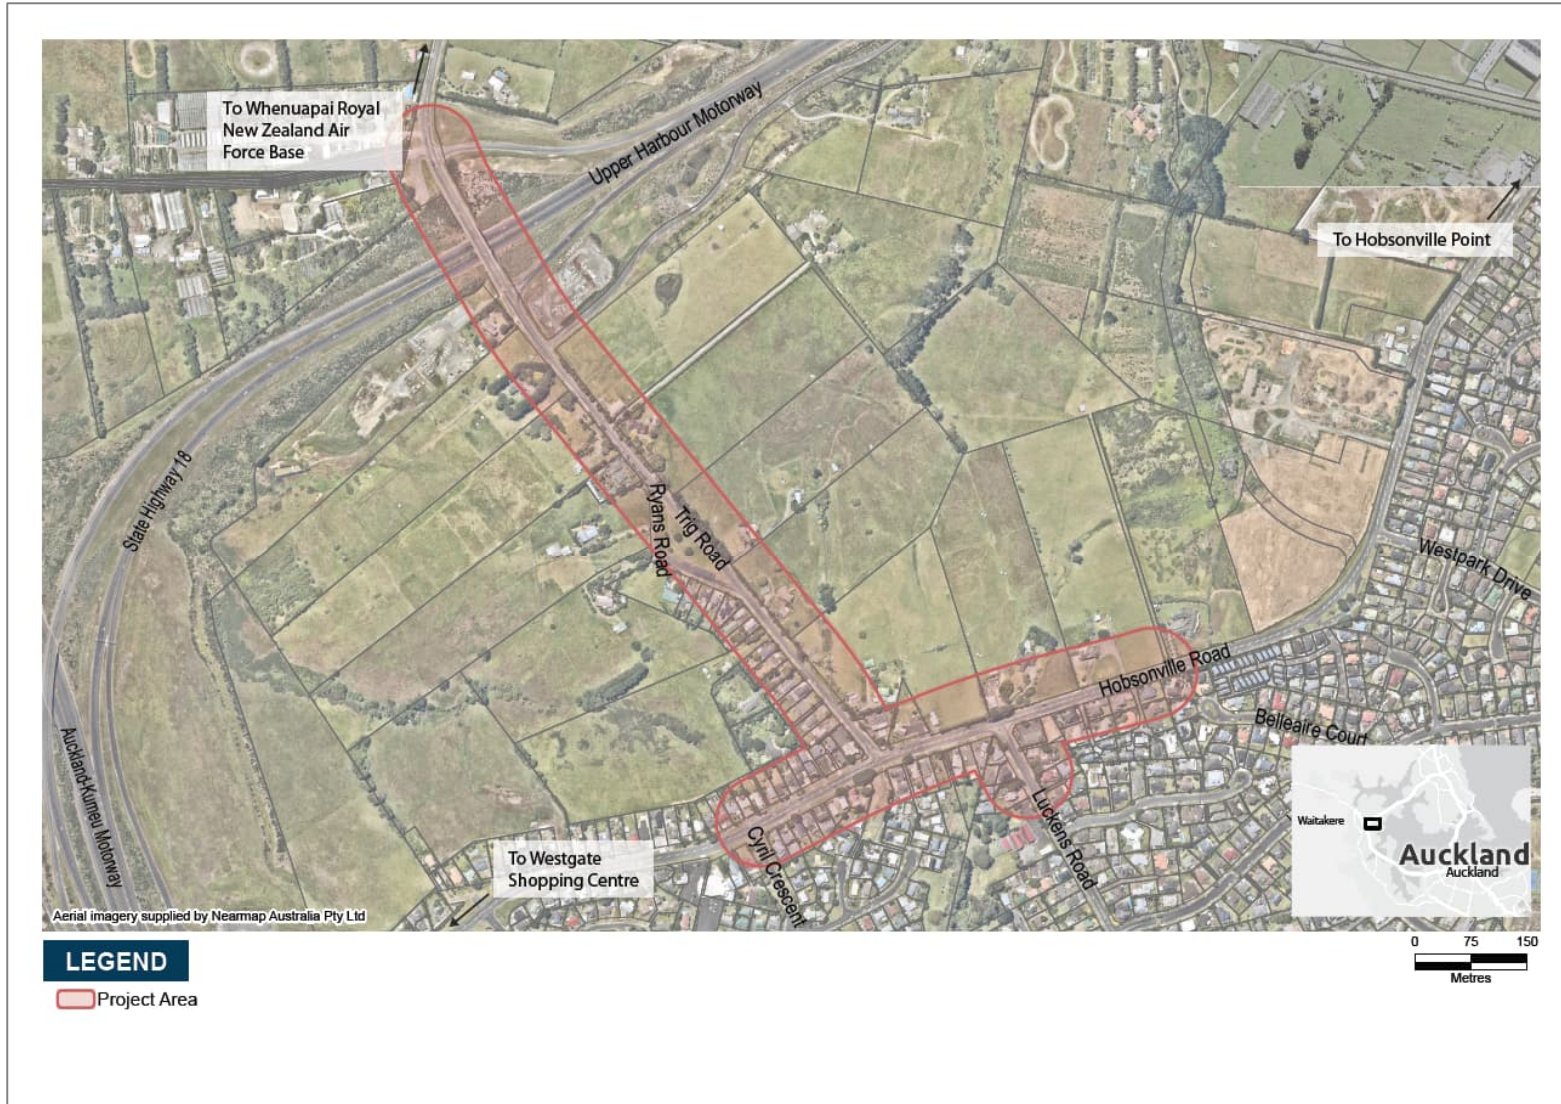 To Whenuapai Royal
New Zealand Air
Force Base
Upper Harbour Motorway
To Hobsonville Point
State Highway 18
Ryans Road
Trig Road
Westpark Drive
Hobsonville Road
Belleaire Court
Auckland-Kumeu Motorway
Luckens Road
Cyril Crescent
To Westgate
Shopping Centre
Waitakere
Auckland
Auckland
Aerial imagery supplied by Nearmap Australia Pty Ltd
0 75 150
Metres
LEGEND
Project Area